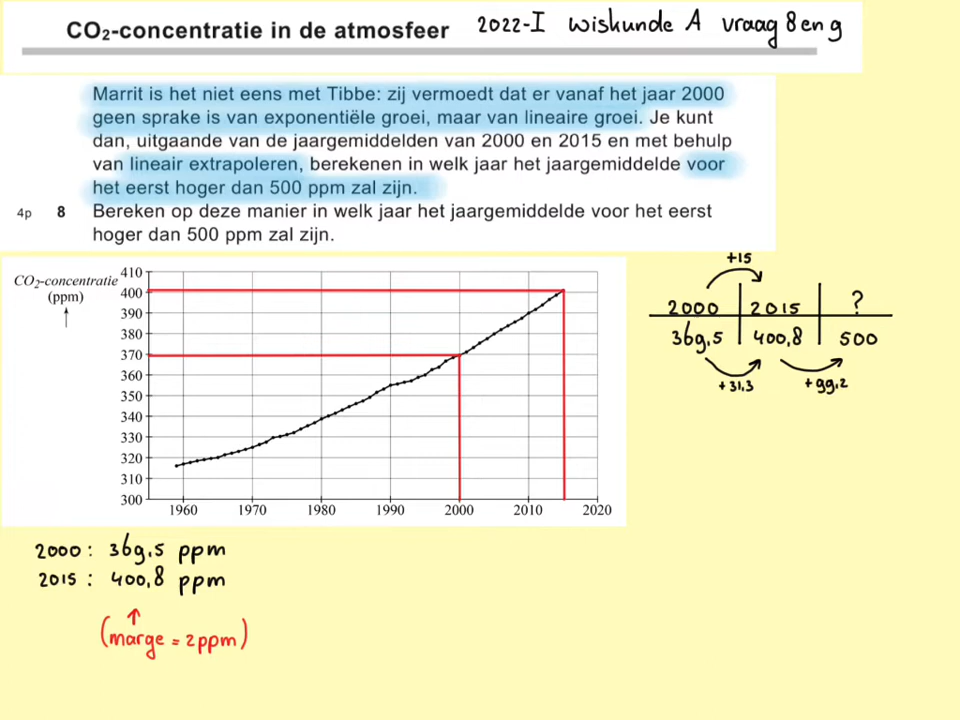 CO₂-concentratie in de atmosfeer
2022-I wiskunde A vraag 8 en 9
Marrit is het niet eens met Tibbe: zij vermoedt dat er vanaf het jaar 2000
geen sprake is van exponentiële groei, maar van lineaire groei. Je kunt
dan, uitgaande van de jaargemiddelden van 2000 en 2015 en met behulp
van lineair extrapoleren, berekenen in welk jaar het jaargemiddelde voor
het eerst hoger dan 500 ppm zal zijn.
4p 8 Bereken op deze manier in welk jaar het jaargemiddelde voor het eerst
hoger dan 500 ppm zal zijn.
CO₂-concentratie
(ppm)
410
400
390
380
370
360
350
340
330
320
310
300
1960 1970 1980 1990 2000 2010 2020
+15
2000 2015 ?
369,5 400,8 500
+31,3 +99,2
2000: 369,5 ppm
2015: 400,8 ppm
(marge = 2ppm)